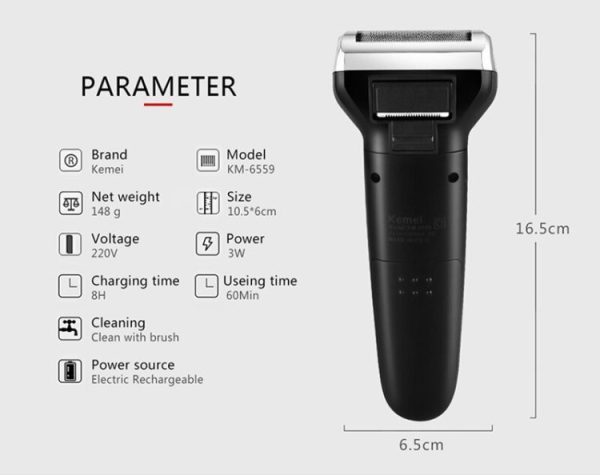 PARAMETER
Brand
Kemei
Model
KM-6559
Net weight
148 g
Size
10.5*6cm
Voltage
220V
Power
3W
Charging time
8H
Useing time
60Min
Cleaning
Clean with brush
Power source
Electric Rechargeable
Kemei
16.5cm
6.5cm